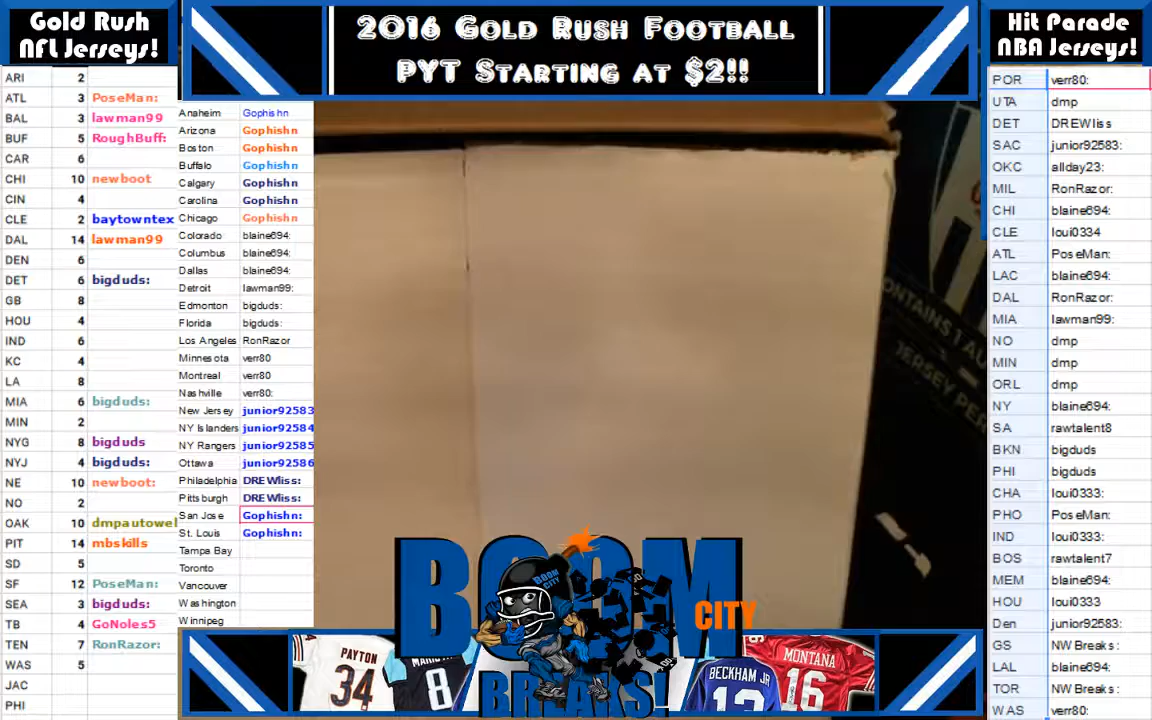 Gold Rush
NFL Jerseys!
2016 Gold Rush Football
PYT Starting at $2!!
Hit Parade
NBA Jerseys!
ARI 2
ATL 3 PoseMan:
BAL 3 lawman99
BUF 5 RoughBuff:
CAR 6
CHI 10 newboot
CIN 4
CLE 2 baytowntex
DAL 14 lawman99
DEN 6
DET 6 bigduds:
GB 8
HOU 4
IND 6
KC 4
LA 8
MIA 6 bigduds:
MIN 2
NYG 8 bigduds
NYJ 4 bigduds:
NE 10 newboot:
NO 2
OAK 10 dmpautowel
PIT 14 mbskills
SD 5
SF 12 PoseMan:
SEA 3 bigduds:
TB 4 GoNoles5
TEN 7 RonRazor:
WAS 5
JAC
PHI
Anaheim Gophishn
Arizona Gophishn
Boston Gophishn
Buffalo Gophishn
Calgary Gophishn
Carolina Gophishn
Chicago Gophishn
Colorado blaine694:
Columbus blaine694:
Dallas blaine694:
Detroit lawman99:
Edmonton bigduds:
Florida bigduds:
Los Angeles RonRazor
Minnesota verr80
Montreal verr80
Nashville verr80:
New Jersey junior92583
NY Islanders junior92584
NY Rangers junior92585
Ottawa junior92586
Philadelphia DREWliss:
Pittsburgh DREWliss:
San Jose Gophishn:
St. Louis Gophishn:
Tampa Bay
Toronto
Vancouver
Washington
Winnipeg
ONTAINS 1 AU
JERSEY PER
BOOM
CITY
BREAKS!
BOOM
CITY
PAYTON
34
8
BECKHAM JR
13
MONTANA
16
POR verr80:
UTA dmp
DET DREWliss
SAC junior92583:
OKC allday23:
MIL RonRazor:
CHI blaine694:
CLE loui0334
ATL PoseMan:
LAC blaine694:
DAL RonRazor:
MIA lawman99:
NO dmp
MIN dmp
ORL dmp
NY blaine694:
SA rawtalent8
BKN bigduds
PHI bigduds
CHA loui0333:
PHO PoseMan:
IND loui0333:
BOS rawtalent7
MEM blaine694:
HOU loui0333
Den junior92583:
GS NW Breaks:
LAL blaine694:
TOR NW Breaks:
WAS verr80: